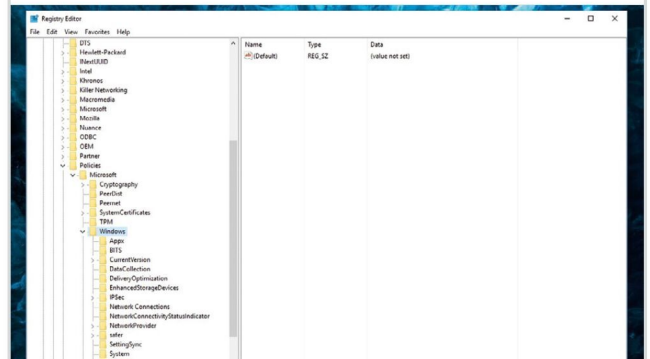 Registry Editor
File Edit View Favorites Help
DTS
Hewlett-Packard
INestUUID
Intel
Khronos
Killer Networking
Macromedia
Microsoft
Mozilla
Nuance
ODBC
OEM
Partner
Policies
Microsoft
Cryptography
PeerDist
Peernet
SystemCertificates
TPM
Windows
Appx
BITS
CurrentVersion
DataCollection
DeliveryOptimization
EnhancedStorageDevices
IPSec
Network Connections
NetworkConnectivityStatusIndicator
NetworkProvider
safer
SettingSync
System
Name Type Data
ab (Default) REG_SZ (value not set)